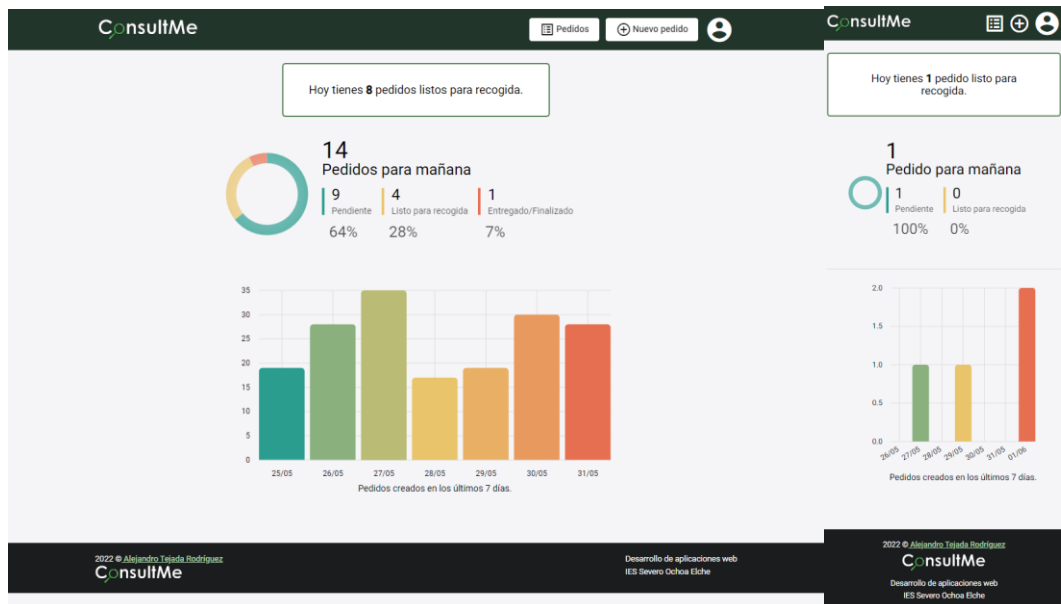 ConsultMe
Pedidos
Nuevo pedido
Hoy tienes 8 pedidos listos para recogida.
14
Pedidos para mañana
9
Pendiente
64%
4
Listo para recogida
28%
1
Entregado/Finalizado
7%
35
30
25
20
15
10
5
0
25/05 26/05 27/05 28/05 29/05 30/05 31/05
Pedidos creados en los últimos 7 días.
2022 © Alejandro Tejada Rodríguez
ConsultMe
Desarrollo de aplicaciones web
IES Severo Ochoa Elche
ConsultMe
Hoy tienes 1 pedido listo para
recogida.
1
Pedido para mañana
1
Pendiente
100%
0
Listo para recogida
0%
2.0
1.5
1.0
0.5
0.0
26/05 27/05 28/05 29/05 30/05 31/05 01/06
Pedidos creados en los últimos 7 días.
2022 © Alejandro Tejada Rodríguez
ConsultMe
Desarrollo de aplicaciones web
IES Severo Ochoa Elche